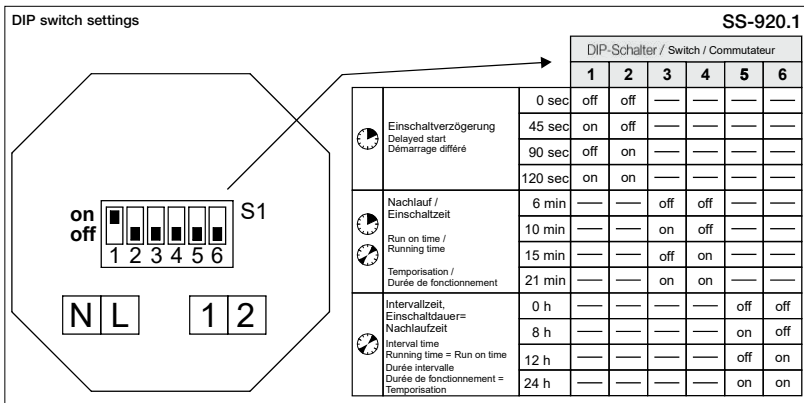 DIP switch settings
SS-920.1
DIP-Schalter / Switch / Commutateur
1 2 3 4 5 6
Einschaltverzögerung
Delayed start
Démarrage différé
0 sec off off — — — —
45 sec on off — — — —
90 sec off on — — — —
120 sec on on — — — —
Nachlauf /
Einschaltzeit
Run on time /
Running time
Temporisation /
Durée de fonctionnement
6 min — — off off — —
10 min — — on off — —
15 min — — off on — —
21 min — — on on — —
Intervallzeit,
Einschaltdauer=
Nachlaufzeit
Interval time
Running time = Run on time
Durée intervalle
Durée de fonctionnement =
Temporisation
0 h — — — — off off
8 h — — — — on off
12 h — — — — off on
24 h — — — — on on
on
off
S1
1 2 3 4 5 6
N L
1 2